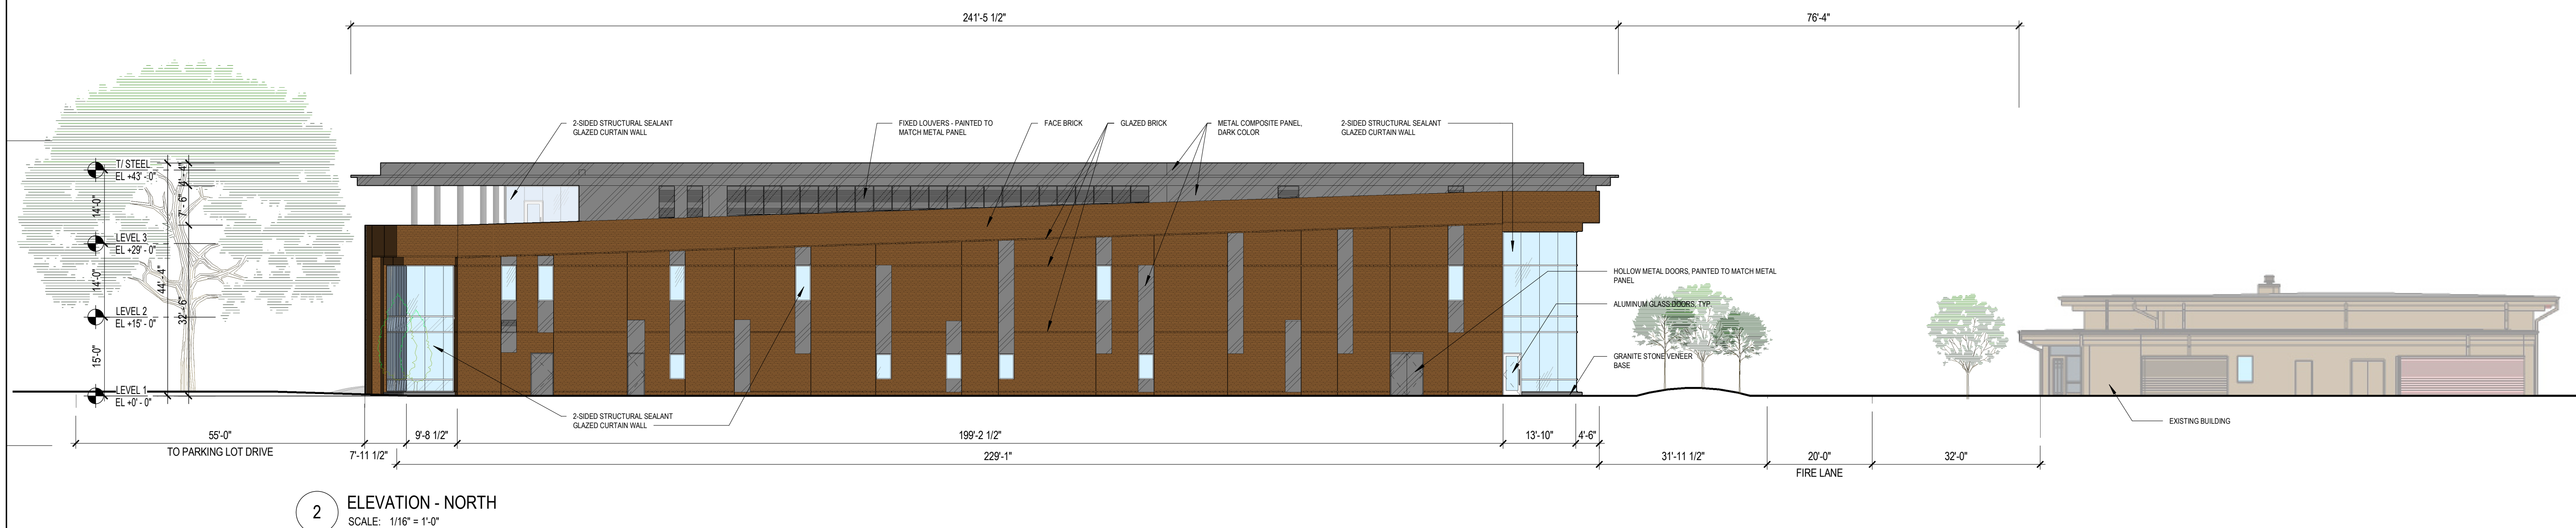 241'-5 1/2"
76'-4"
2-SIDED STRUCTURAL SEALANT
GLAZED CURTAIN WALL
FIXED LOUVERS - PAINTED TO
MATCH METAL PANEL
FACE BRICK
GLAZED BRICK
METAL COMPOSITE PANEL,
DARK COLOR
2-SIDED STRUCTURAL SEALANT
GLAZED CURTAIN WALL
T/ STEEL
EL +43' - 0"
4'- 4"
14'-0"
7'- 6"
LEVEL 3
EL +29' - 0"
14'-0"
44'- 4"
32'- 6"
LEVEL 2
EL +15' - 0"
15'-0"
LEVEL 1
EL +0' - 0"
HOLLOW METAL DOORS, PAINTED TO MATCH METAL
PANEL
ALUMINUM GLASS DOORS, TYP.
GRANITE STONE VENEER
BASE
2-SIDED STRUCTURAL SEALANT
GLAZED CURTAIN WALL
EXISTING BUILDING
55'-0"
TO PARKING LOT DRIVE
7'-11 1/2"
9'-8 1/2"
199'-2 1/2"
13'-10"
4'-6"
229'-1"
31'-11 1/2"
20'-0"
FIRE LANE
32'-0"
2
ELEVATION - NORTH
SCALE: 1/16" = 1'-0"